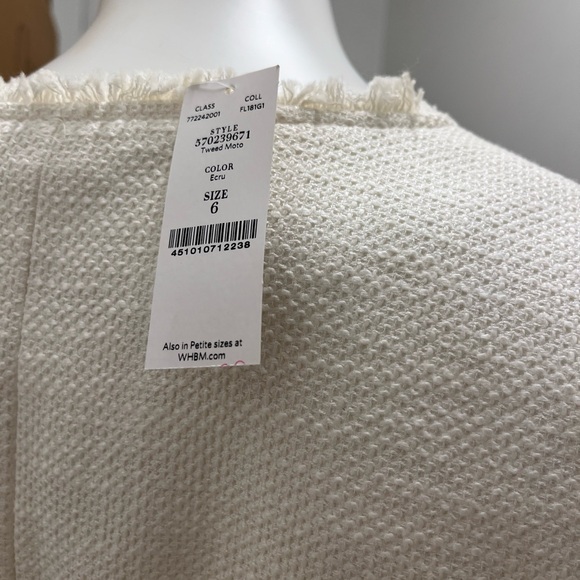 CLASS COLL
772242001 FL181G1
STYLE
570239671
Tweed Moto
COLOR
Ecru
SIZE
6
451010712238
Also in Petite sizes at
WHBM.com